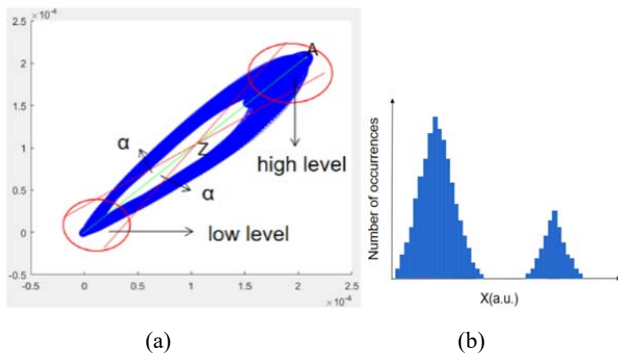 ×10⁻⁴
2.5
2
1.5
1
0.5
0
-0.5
-0.5
0
0.5
1
1.5
2
2.5
×10⁻⁴
A
Z
α
α
high level
low level
(a)
Number of occurrences
X(a.u.)
(b)